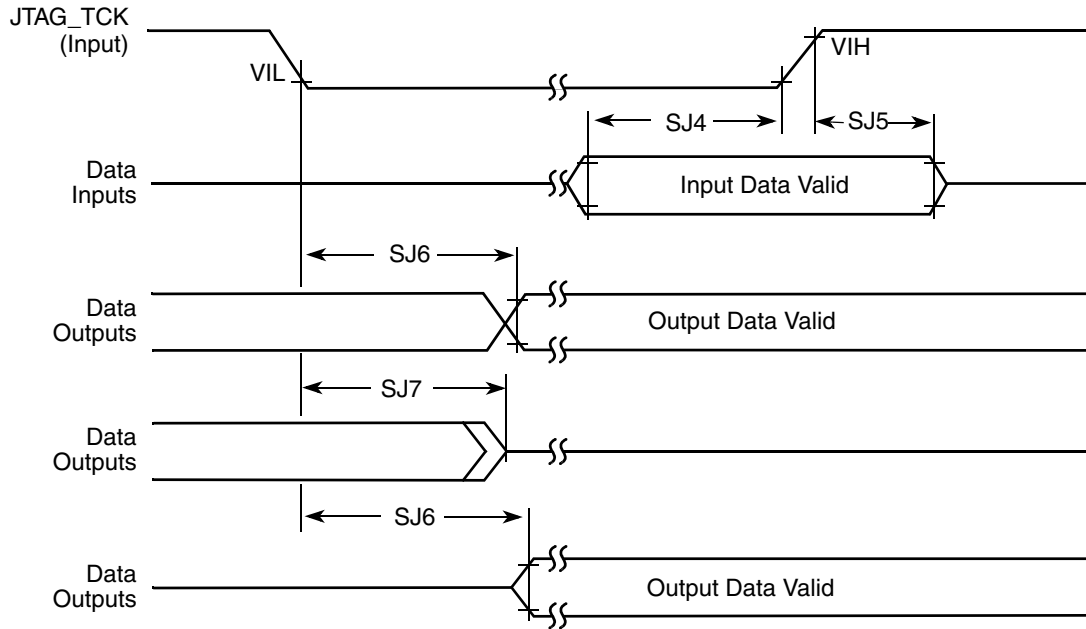 JTAG_TCK
(Input)
VIL
VIH
SJ4
SJ5
Data
Inputs
Input Data Valid
SJ6
Data
Outputs
Output Data Valid
SJ7
Data
Outputs
SJ6
Data
Outputs
Output Data Valid